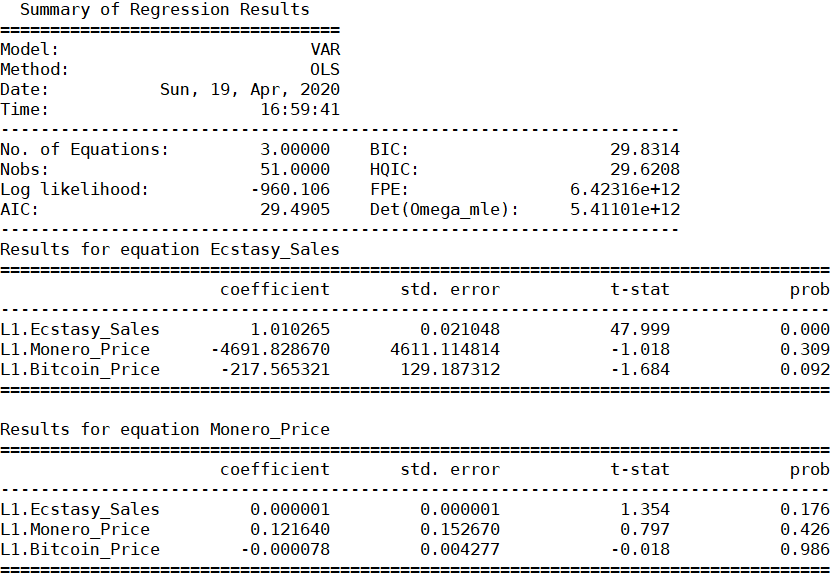 Summary of Regression Results
==================================
Model:                         VAR
Method:                        OLS
Date:           Sun, 19, Apr, 2020
Time:                     16:59:41
--------------------------------------------------------------------
No. of Equations:         3.00000    BIC:                    29.8314
Nobs:                     51.0000    HQIC:                   29.6208
Log likelihood:          -960.106    FPE:                6.42316e+12
AIC:                      29.4905    Det(Omega_mle):     5.41101e+12
--------------------------------------------------------------------
Results for equation Ecstasy_Sales
===================================================================================
                      coefficient       std. error           t-stat            prob
-----------------------------------------------------------------------------------
L1.Ecstasy_Sales         1.010265         0.021048           47.999           0.000
L1.Monero_Price      -4691.828670      4611.114814           -1.018           0.309
L1.Bitcoin_Price      -217.565321       129.187312           -1.684           0.092
===================================================================================

Results for equation Monero_Price
===================================================================================
                      coefficient       std. error           t-stat            prob
-----------------------------------------------------------------------------------
L1.Ecstasy_Sales         0.000001         0.000001            1.354           0.176
L1.Monero_Price          0.121640         0.152670            0.797           0.426
L1.Bitcoin_Price        -0.000078         0.004277           -0.018           0.986
===================================================================================